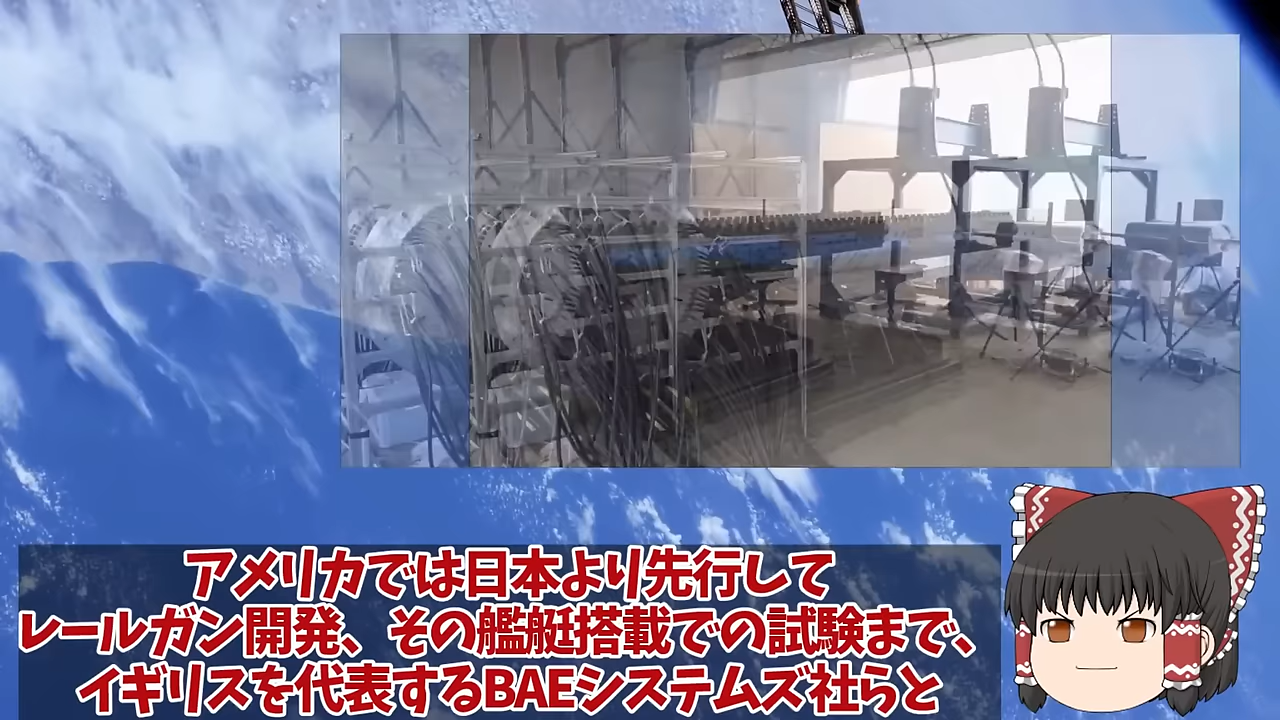 アメリカでは日本より先行して
レールガン開発、その艦艇搭載での試験まで、
イギリスを代表するBAEシステムズ社らと